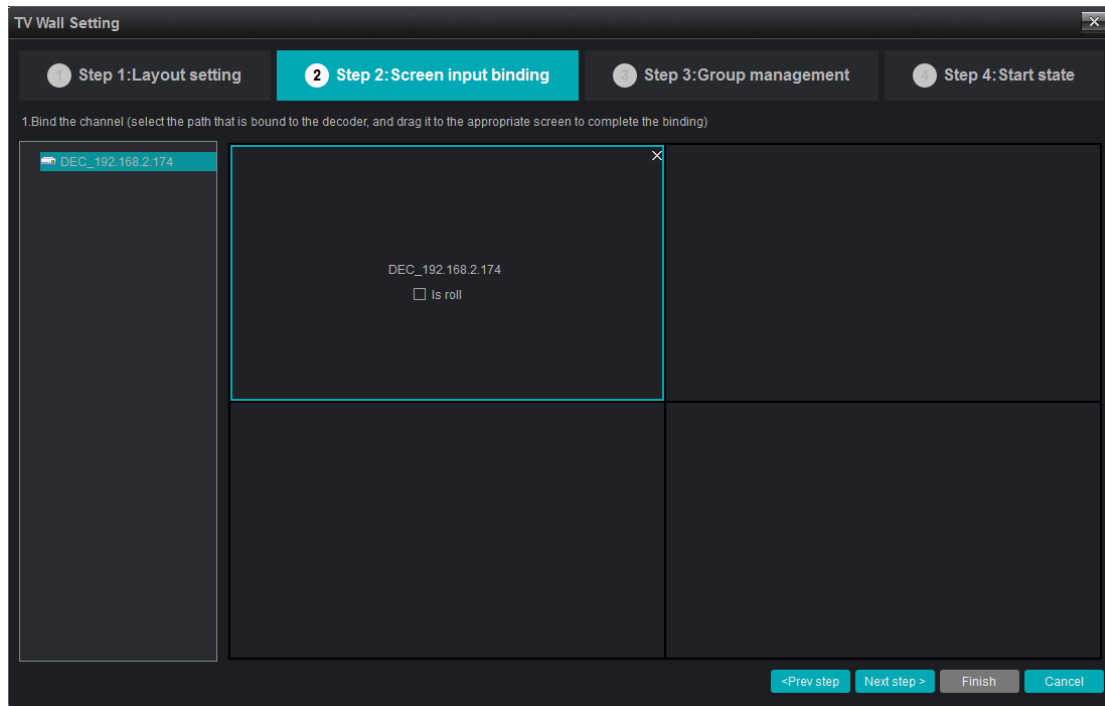 TV Wall Setting
1 Step 1:Layout setting
2 Step 2:Screen input binding
3 Step 3:Group management
4 Step 4:Start state
1.Bind the channel (select the path that is bound to the decoder, and drag it to the appropriate screen to complete the binding)
DEC_192.168.2.174
DEC_192.168.2.174
Is roll
<Prev step
Next step >
Finish
Cancel